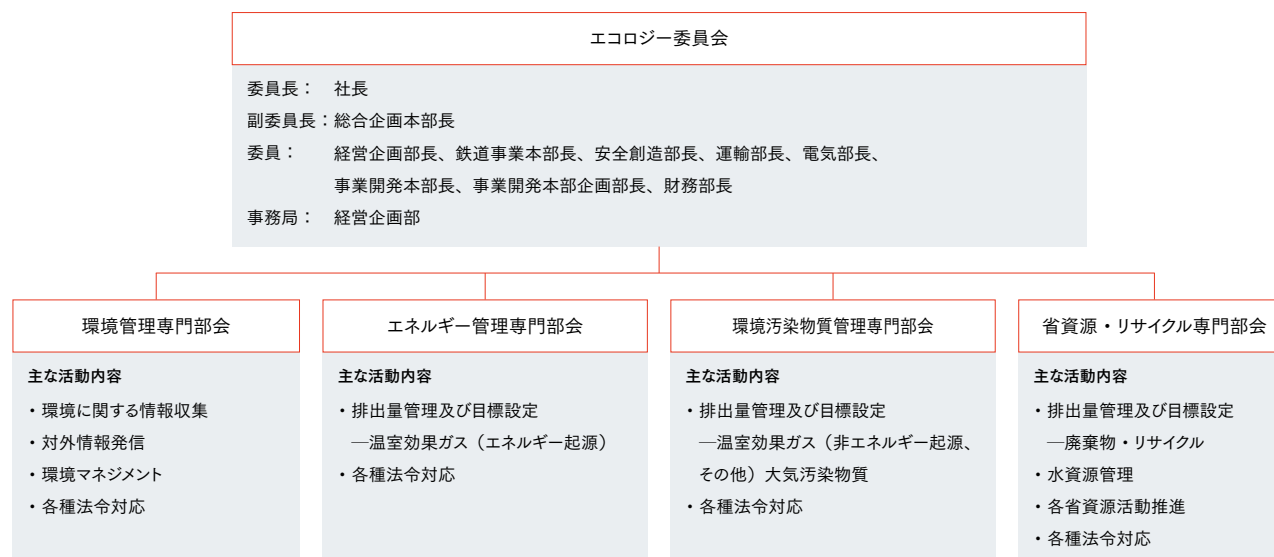 エコロジー委員会
委員長： 社長
副委員長：総合企画本部長
委員： 経営企画部長、鉄道事業本部長、安全創造部長、運輸部長、電気部長、
事業開発本部長、事業開発本部企画部長、財務部長
事務局： 経営企画部
環境管理専門部会
主な活動内容
・環境に関する情報収集
・対外情報発信
・環境マネジメント
・各種法令対応
エネルギー管理専門部会
主な活動内容
・排出量管理及び目標設定
―温室効果ガス（エネルギー起源）
・各種法令対応
環境汚染物質管理専門部会
主な活動内容
・排出量管理及び目標設定
―温室効果ガス（非エネルギー起源、
その他）大気汚染物質
・各種法令対応
省資源・リサイクル専門部会
主な活動内容
・排出量管理及び目標設定
―廃棄物・リサイクル
・水資源管理
・各省資源活動推進
・各種法令対応